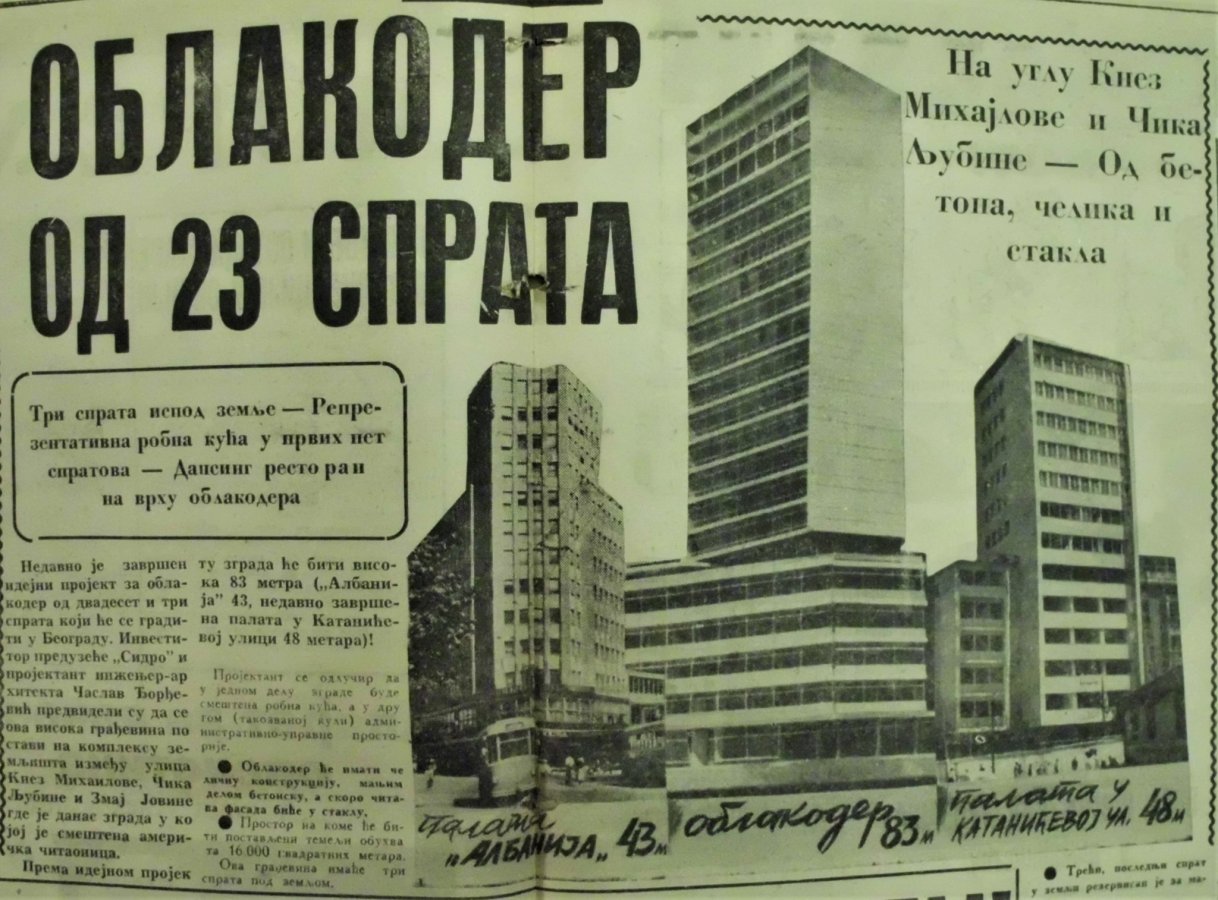 ОБЛАКОДЕР
ОД 23 СПРАТА
На углу Кнез
Михајлове и Чика
Љубине — Од бе-
тона, челика и
стакла
Три спрата испод земље — Репре-
зентативна робна кућа у првих пет
спратова — Дансинг ресторан
на врху облакодера
Недавно је завршен
идејни пројект за обла-
кодер од двадесет и три
спрата који ће се гради-
ти у Београду. Инвести-
тор предузеће „Сидро” и
пројектант инжењер-ар
хитекта Часлав Ђорђе-
вић предвидели су да се
ова висока грађевина по
стави на комплексу зе-
мљишта између улица
Кнез Михаилове, Чика
Љубине и Змај Јовине
где је данас зграда у ко
јој је смештена амери-
чка читаоница.
Према идејном пројек
ту зграда ће бити висо-
ка 83 метра („Албани-
ја” 43, недавно заврше-
на палата у Катаниће-
вој улици 48 метара)!
Пројектант се одлучир да
у једном делу зграде буде
смештена робна кућа, а у дру
гом (такозваној кули) адми-
нистративно-управне просто-
рије.
● Облакодер ће имати че
личну конструкцију, мањим
делом бетонску, а скоро чита-
ва фасада биће у стаклу.
● Простор на коме ће би-
ти постављени темељи обухва
та 16.000 квадратних метара.
Ова грађевина имаће три
спрата под земљом.
палата
„АЛБАНИЈА„ 43м
облакодер 83м
палата у
КАТАНИЋЕВОЈ УЛ. 48м
● Трећи, последњи спрат
у земљи резервисан је за ма-